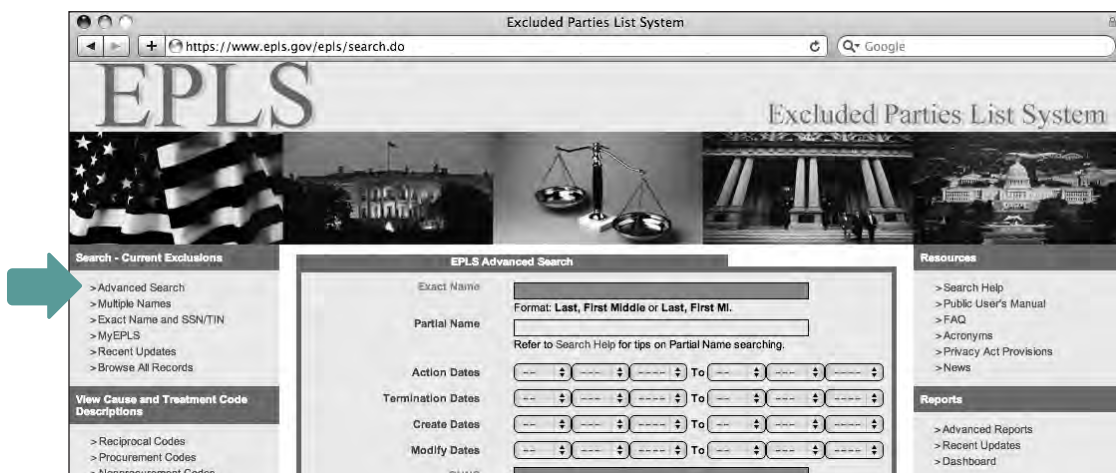 Excluded Parties List System
https://www.epls.gov/epls/search.do
Google
EPLS
Excluded Parties List System
Search - Current Exclusions
> Advanced Search
> Multiple Names
> Exact Name and SSN/TIN
> MyEPLS
> Recent Updates
> Browse All Records
View Cause and Treatment Code
Descriptions
> Reciprocal Codes
> Procurement Codes
> Nonprocurement Codes
EPLS Advanced Search
Exact Name
Format: Last, First Middle or Last, First MI.
Partial Name
Refer to Search Help for tips on Partial Name searching.
Action Dates -- --- ---- To -- --- ----
Termination Dates -- --- ---- To -- --- ----
Create Dates -- --- ---- To -- --- ----
Modify Dates -- --- ---- To -- --- ----
Resources
> Search Help
> Public User's Manual
> FAQ
> Acronyms
> Privacy Act Provisions
> News
Reports
> Advanced Reports
> Recent Updates
> Dashboard